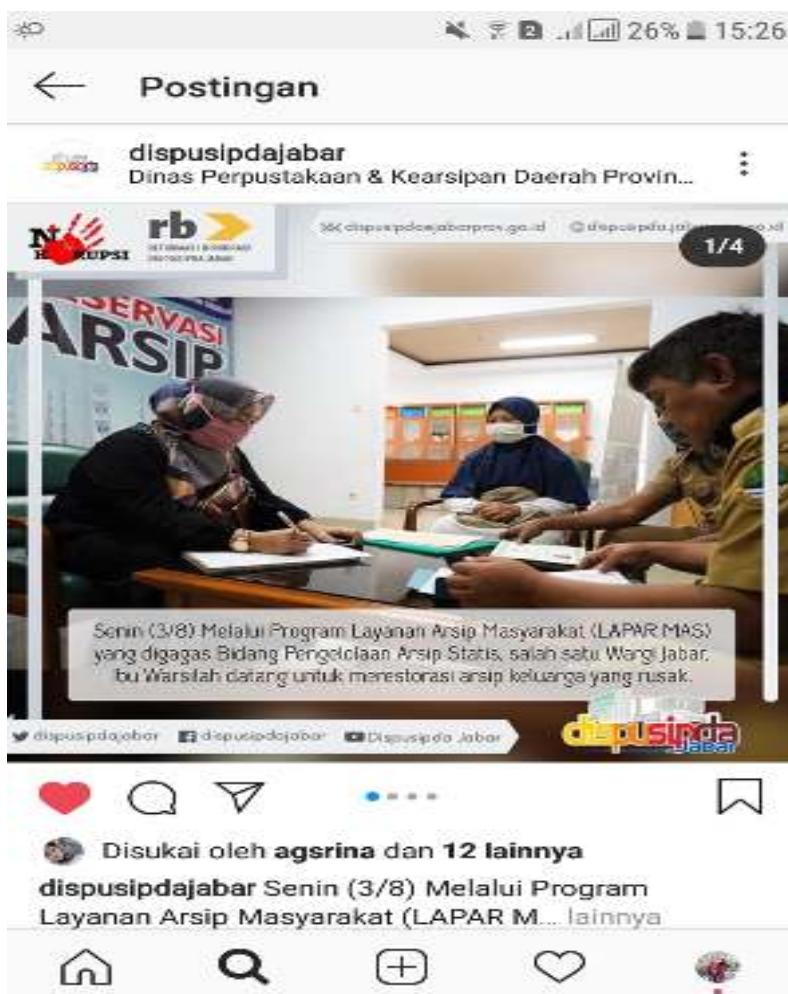 26% 15:26
Postingan
dispusipdajabar
Dinas Perpustakaan & Kearsipan Daerah Provin...
NO KORUPSI
rb
1/4
ARSIP
Senin (3/8) Melalui Program Layanan Arsip Masyarakat (LAPAR MAS)
yang digagas Bidang Pengelolaan Arsip Statis, salah satu Wargi Jabar,
Ibu Warsilah datang untuk merestorasi arsip keluarga yang rusak.
dispusipdajabar dispusipdajabar Dispusipda Jabar
dispusipda
Jabar
Disukai oleh agsrina dan 12 lainnya
dispusipdajabar Senin (3/8) Melalui Program
Layanan Arsip Masyarakat (LAPAR M... lainnya